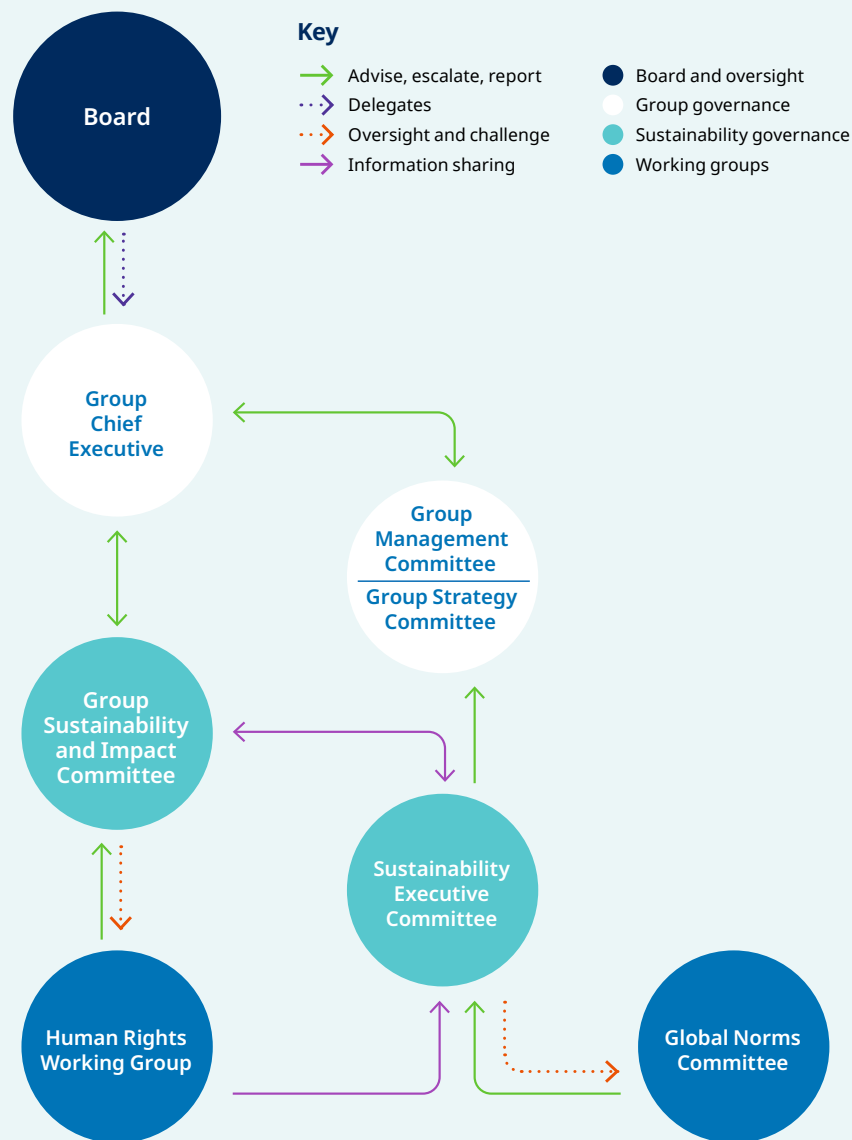 Board
Key
Advise, escalate, report
Delegates
Oversight and challenge
Information sharing
Board and oversight
Group governance
Sustainability governance
Working groups
Group
Chief
Executive
Group
Management
Committee
Group Strategy
Committee
Group
Sustainability
and Impact
Committee
Sustainability
Executive
Committee
Human Rights
Working Group
Global Norms
Committee